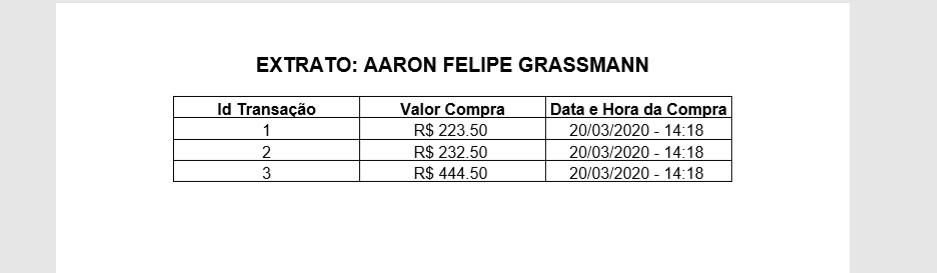 EXTRATO: AARON FELIPE GRASSMANN
Id Transação Valor Compra Data e Hora da Compra
1 R$ 223.50 20/03/2020 - 14:18
2 R$ 232.50 20/03/2020 - 14:18
3 R$ 444.50 20/03/2020 - 14:18